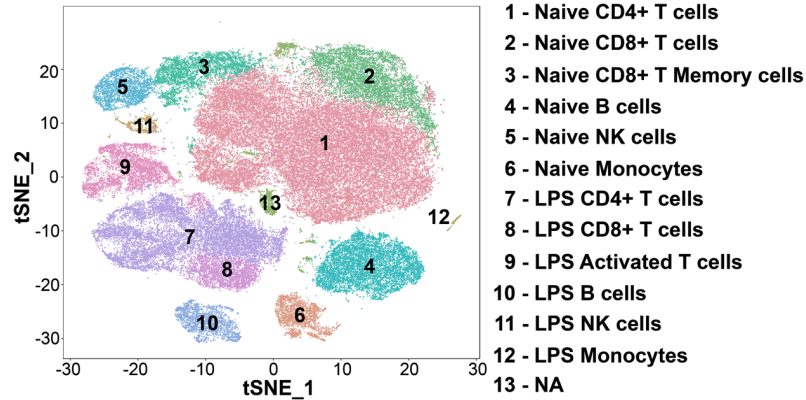 1 - Naive CD4+ T cells
2 - Naive CD8+ T cells
3 - Naive CD8+ T Memory cells
4 - Naive B cells
5 - Naive NK cells
6 - Naive Monocytes
7 - LPS CD4+ T cells
8 - LPS CD8+ T cells
9 - LPS Activated T cells
10 - LPS B cells
11 - LPS NK cells
12 - LPS Monocytes
13 - NA
tSNE_2
20
10
0
-10
-20
-30
-30 -20 -10 0 10 20 30
tSNE_1
3
2
5
11
1
9
13
12
7
8
4
10
6